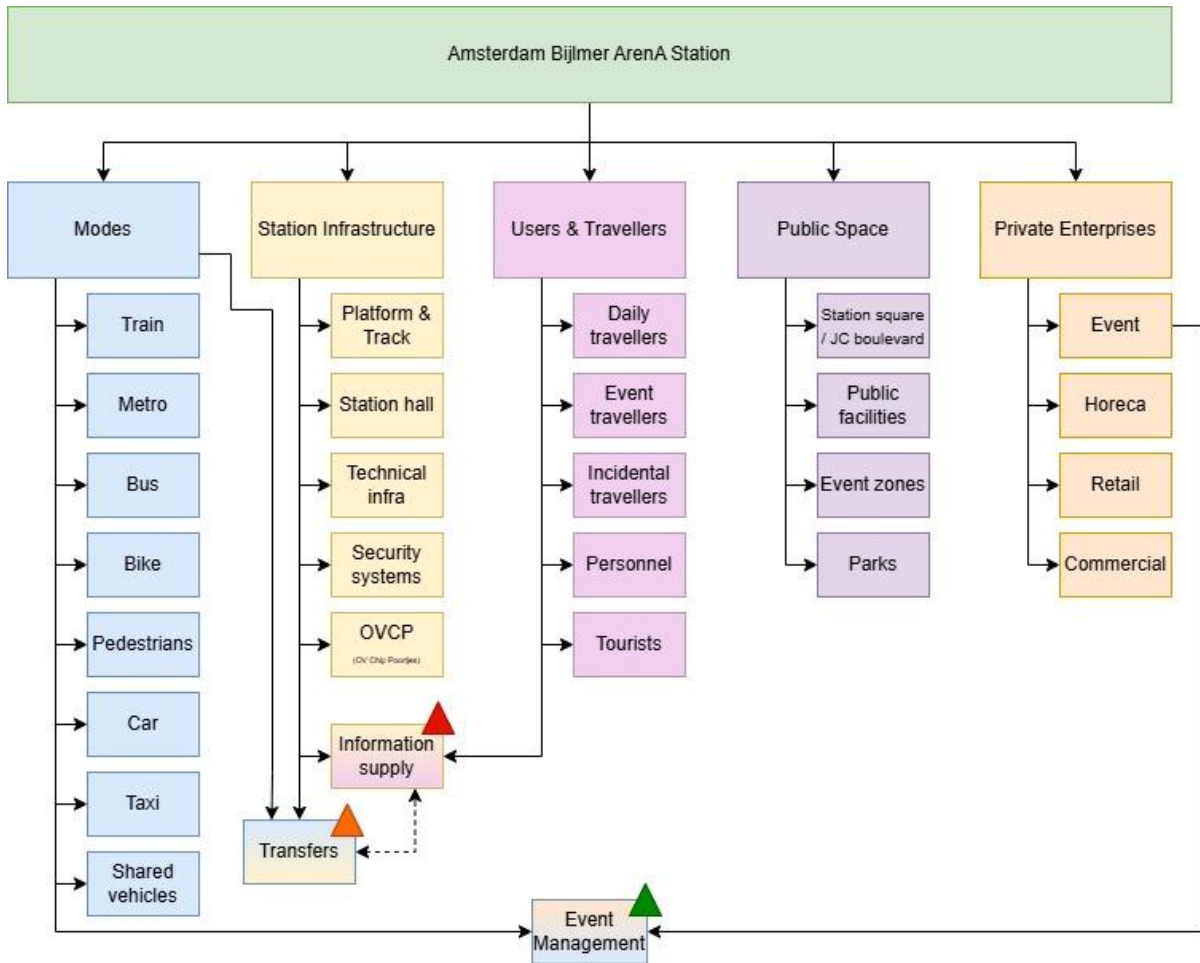 Amsterdam Bijlmer ArenA Station
Modes
Station Infrastructure
Users & Travellers
Public Space
Private Enterprises
Train
Metro
Bus
Bike
Pedestrians
Car
Taxi
Shared
vehicles
Platform &
Track
Station hall
Technical
infra
Security
systems
OVCP
(OV Chip Poortjes)
Information
supply
Transfers
Daily
travellers
Event
travellers
Incidental
travellers
Personnel
Tourists
Station square
/ JC boulevard
Public
facilities
Event zones
Parks
Event
Horeca
Retail
Commercial
Event
Management